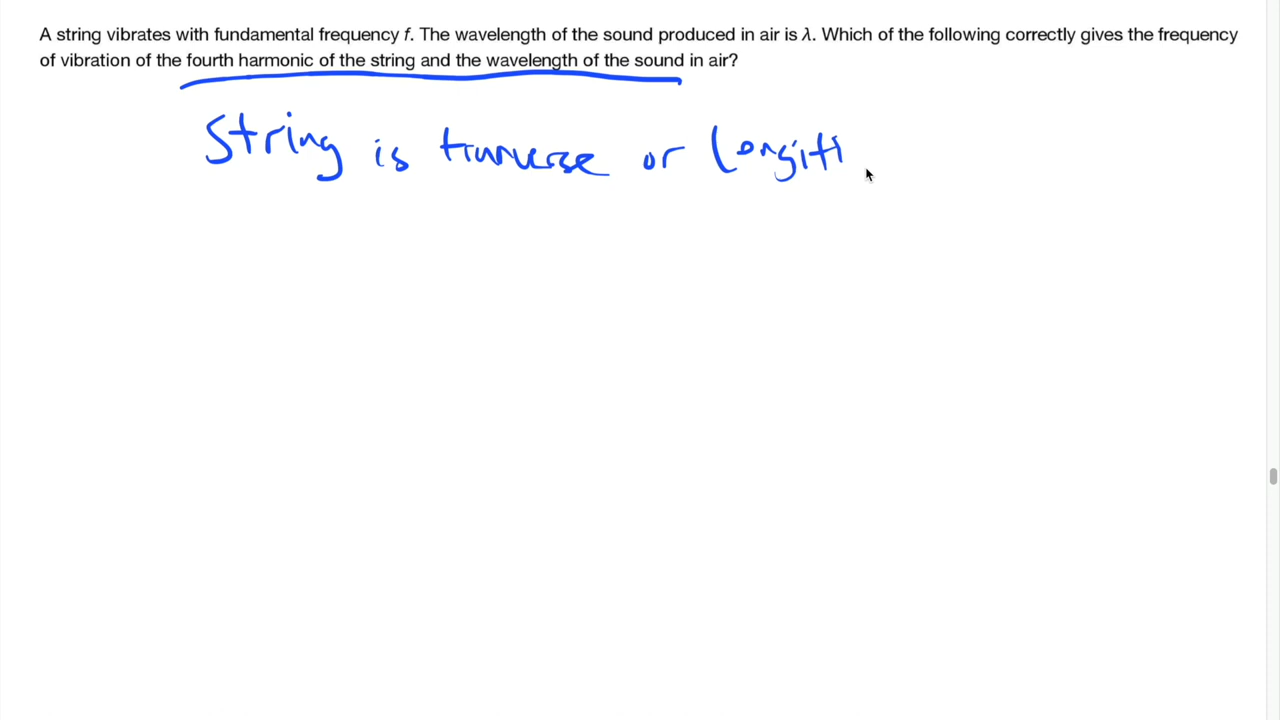 A string vibrates with fundamental frequency f. The wavelength of the sound produced in air is λ. Which of the following correctly gives the frequency
of vibration of the fourth harmonic of the string and the wavelength of the sound in air?
String is tranverse or Longiti